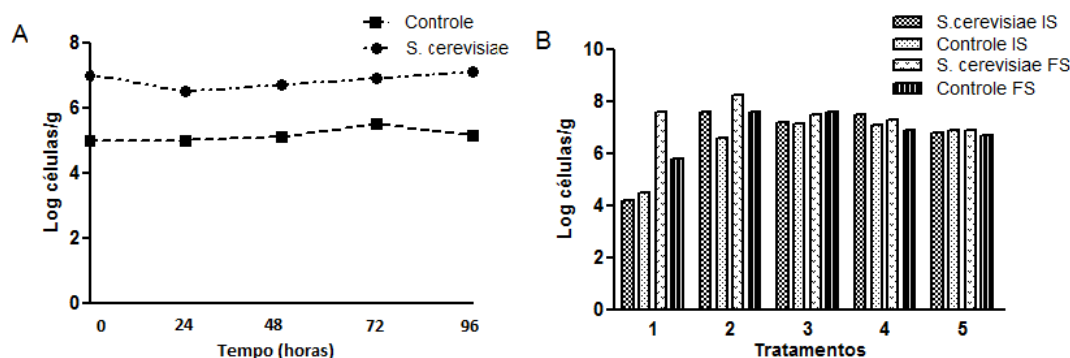 A
Controle
S. cerevisiae
Log células/g
8
6
4
2
0
0 24 48 72 96
Tempo (horas)
B
S.cerevisiae IS
Controle IS
S. cerevisiae FS
Controle FS
Log células/g
10
8
6
4
2
0
1 2 3 4 5
Tratamentos